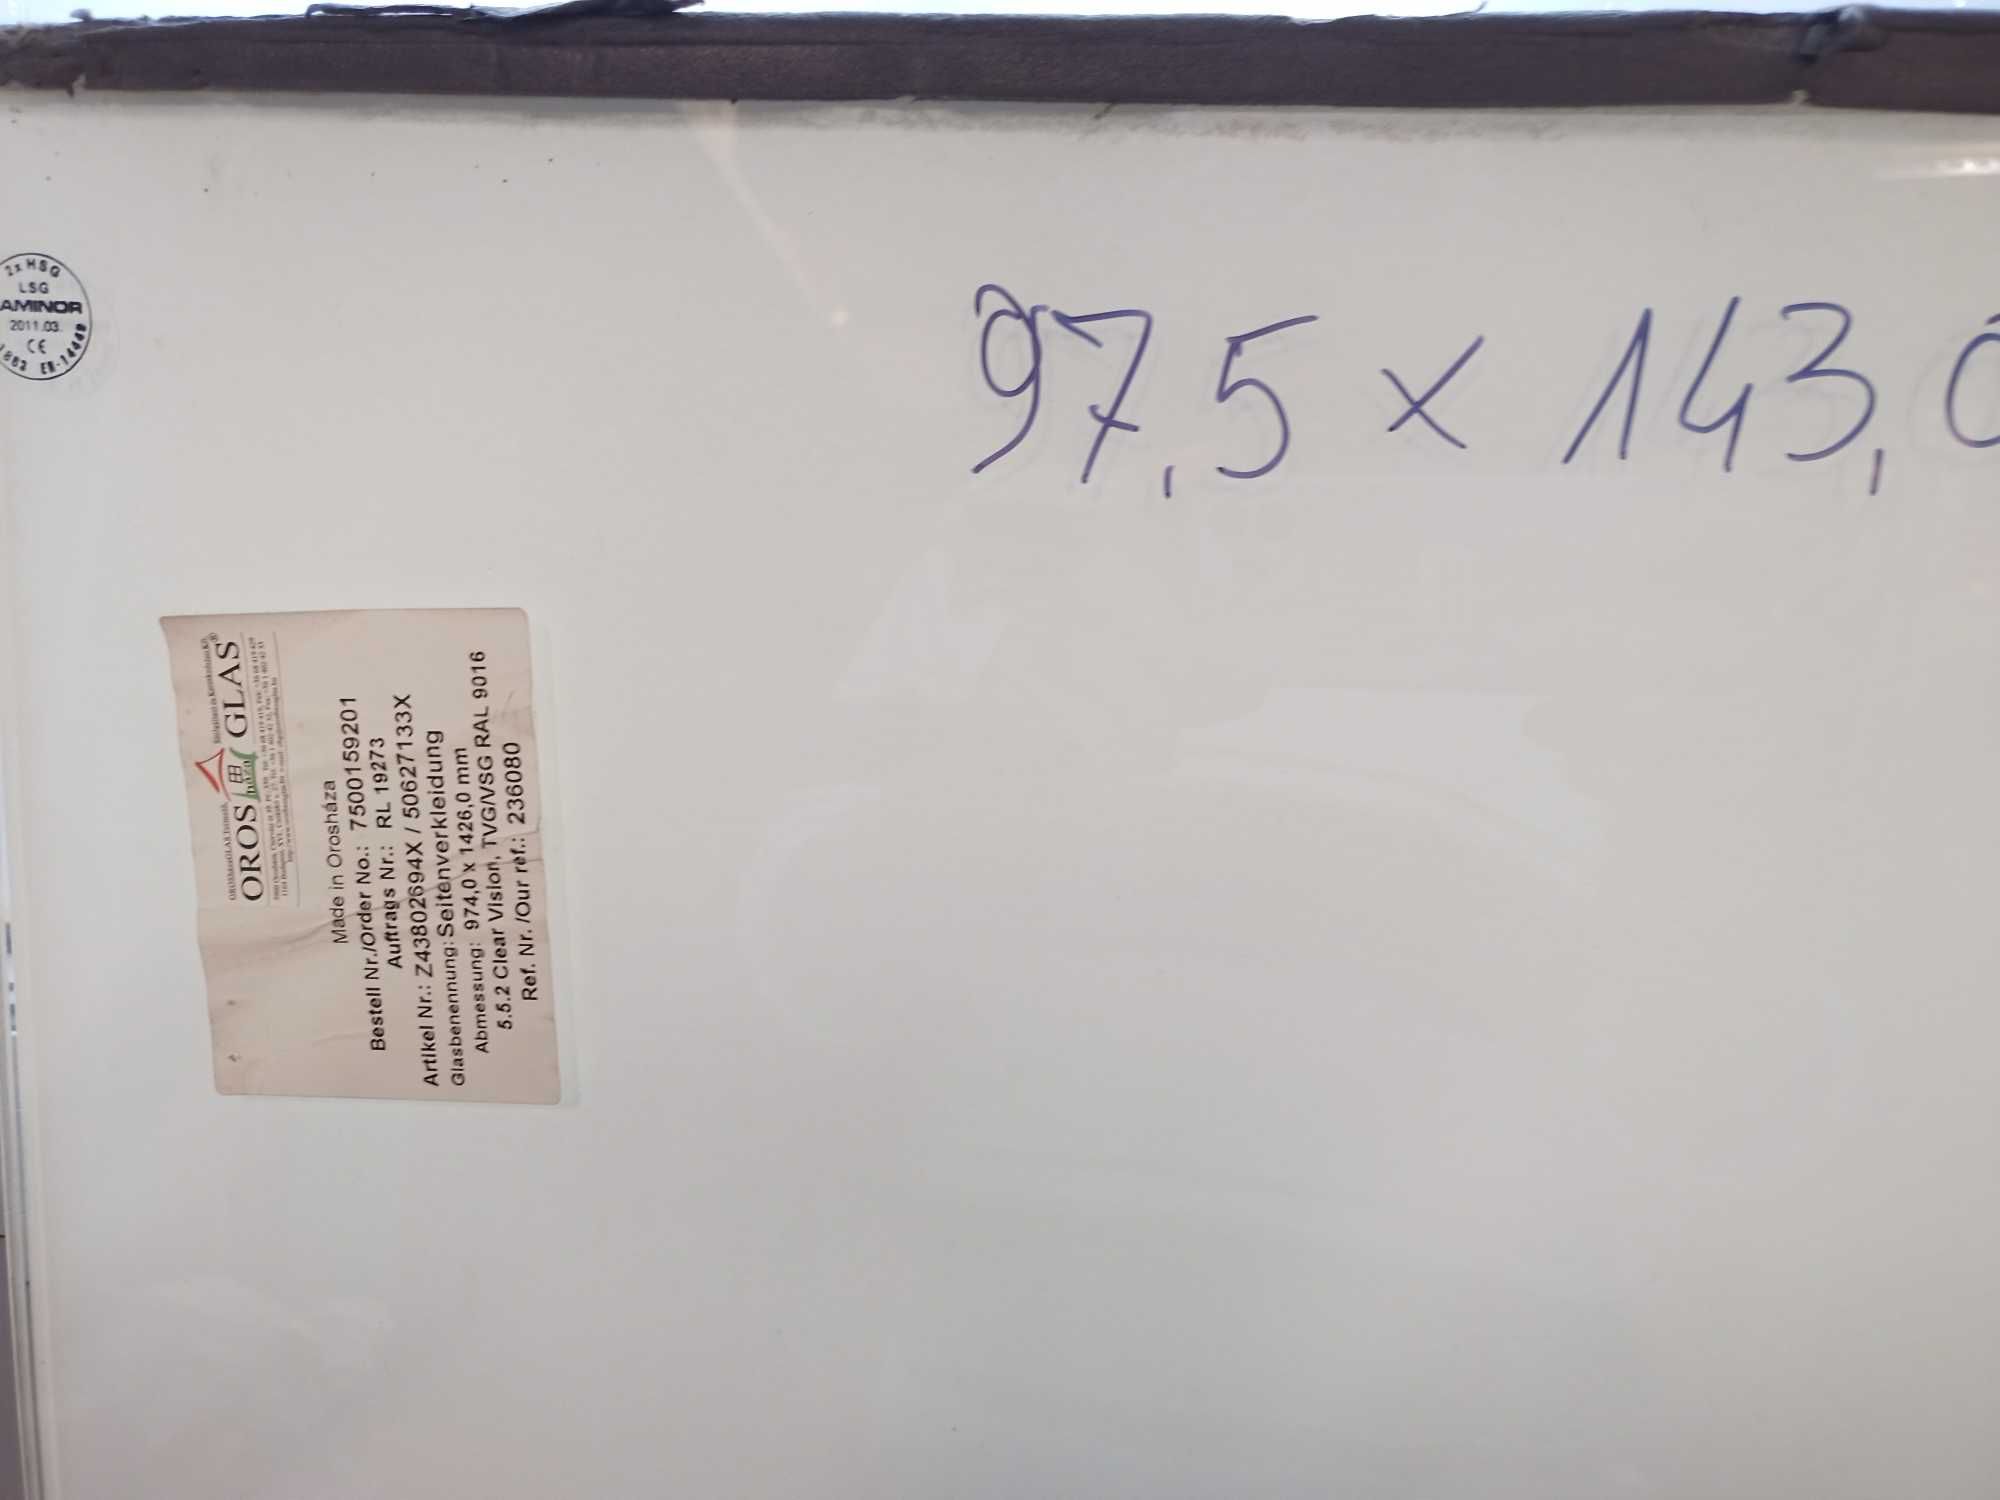 2x HSG
LSG
AMINOR
2011.03.
CE
EN-14449
97,5 x 143,0
OROS háza GLAS®
Made in Orosháza
Bestell Nr./Order No.: 7500159201
Auftrags Nr.: RL 19273
Artikel Nr.: Z43802694X / 50627133X
Glasbenennung: Seitenverkleidung
Abmessung: 974,0 x 1426,0 mm
5.5.2 Clear Vision, TVG/VSG RAL 9016
Ref. Nr. /Our ref.: 236080